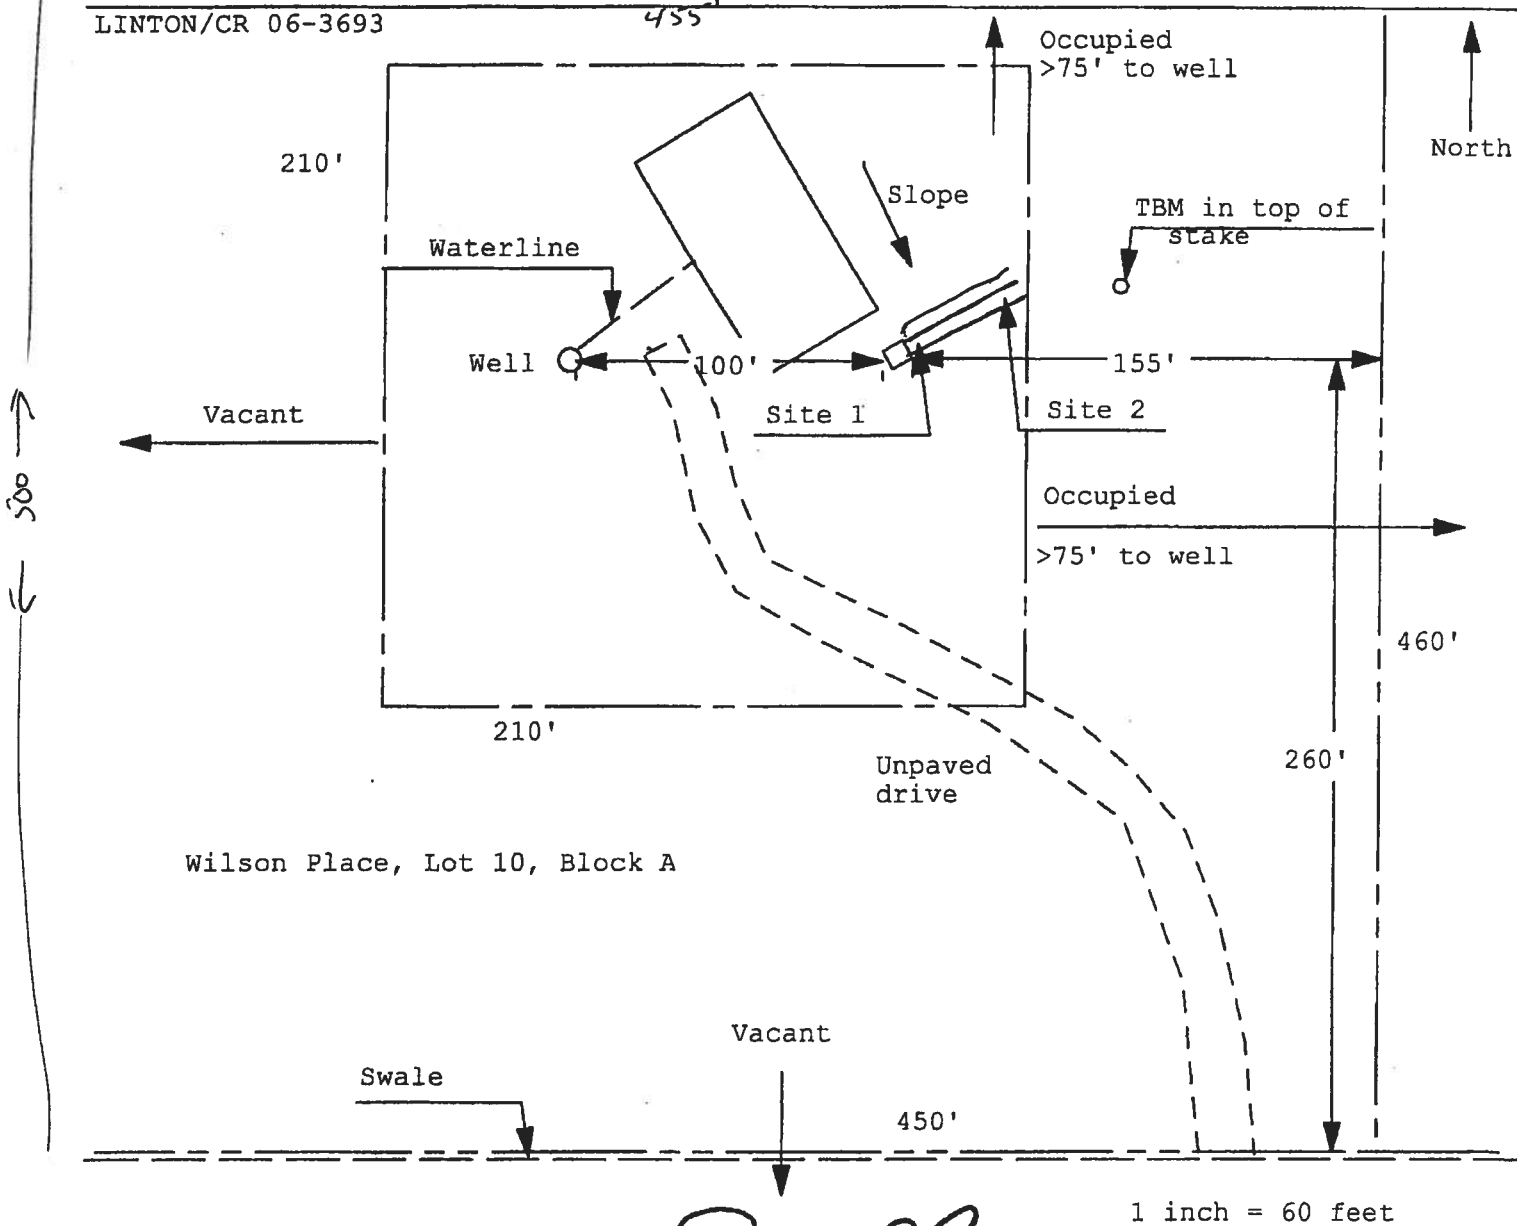 LINTON/CR 06-3693
455
Occupied
>75' to well
North
210'
Slope
TBM in top of
stake
Waterline
Well
100'
155'
Vacant
Site 1
Site 2
500
Occupied
>75' to well
460'
210'
260'
Unpaved
drive
Wilson Place, Lot 10, Block A
Vacant
Swale
450'
1 inch = 60 feet